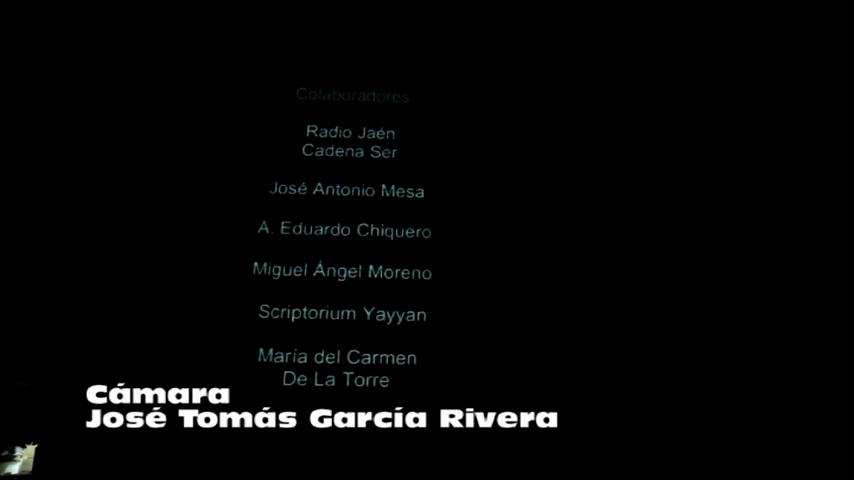 Colaboradores
Radio Jaén
Cadena Ser
José Antonio Mesa
A. Eduardo Chiquero
Miguel Ángel Moreno
Scriptorium Yayyan
María del Carmen
De La Torre
Cámara
José Tomás García Rivera